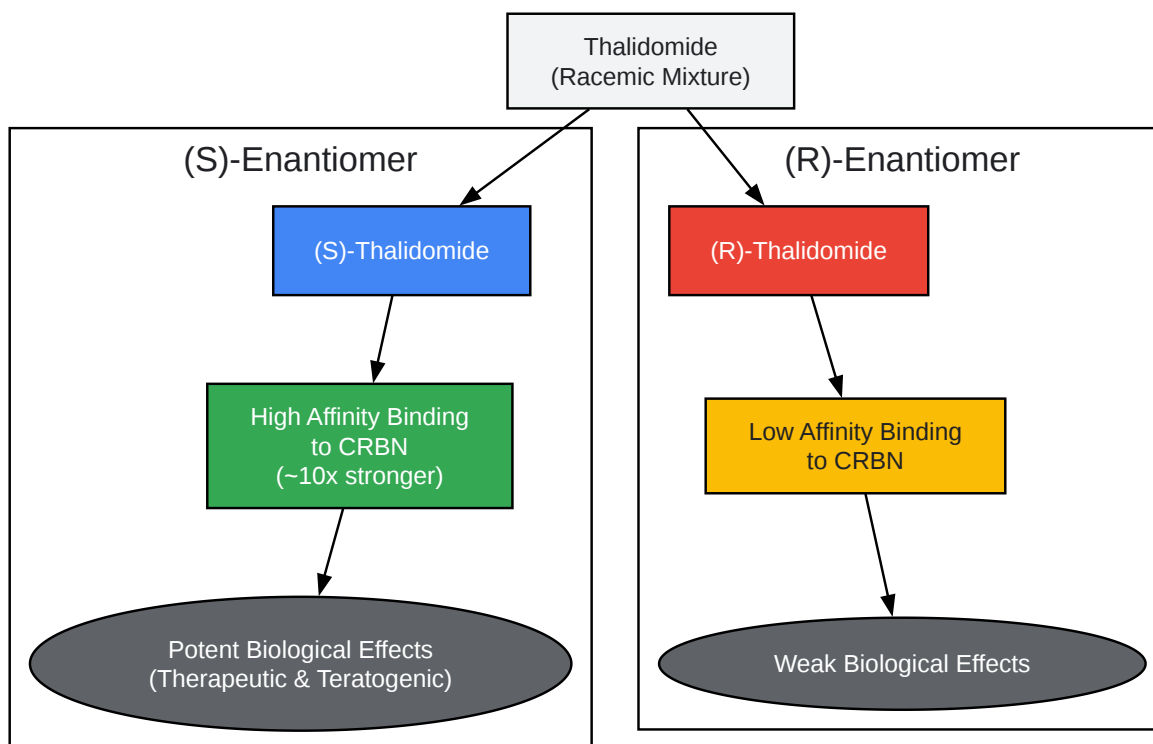 Thalidomide
(Racemic Mixture)
(S)-Enantiomer
(S)-Thalidomide
High Affinity Binding
to CRBN
(~10x stronger)
Potent Biological Effects
(Therapeutic & Teratogenic)
(R)-Enantiomer
(R)-Thalidomide
Low Affinity Binding
to CRBN
Weak Biological Effects